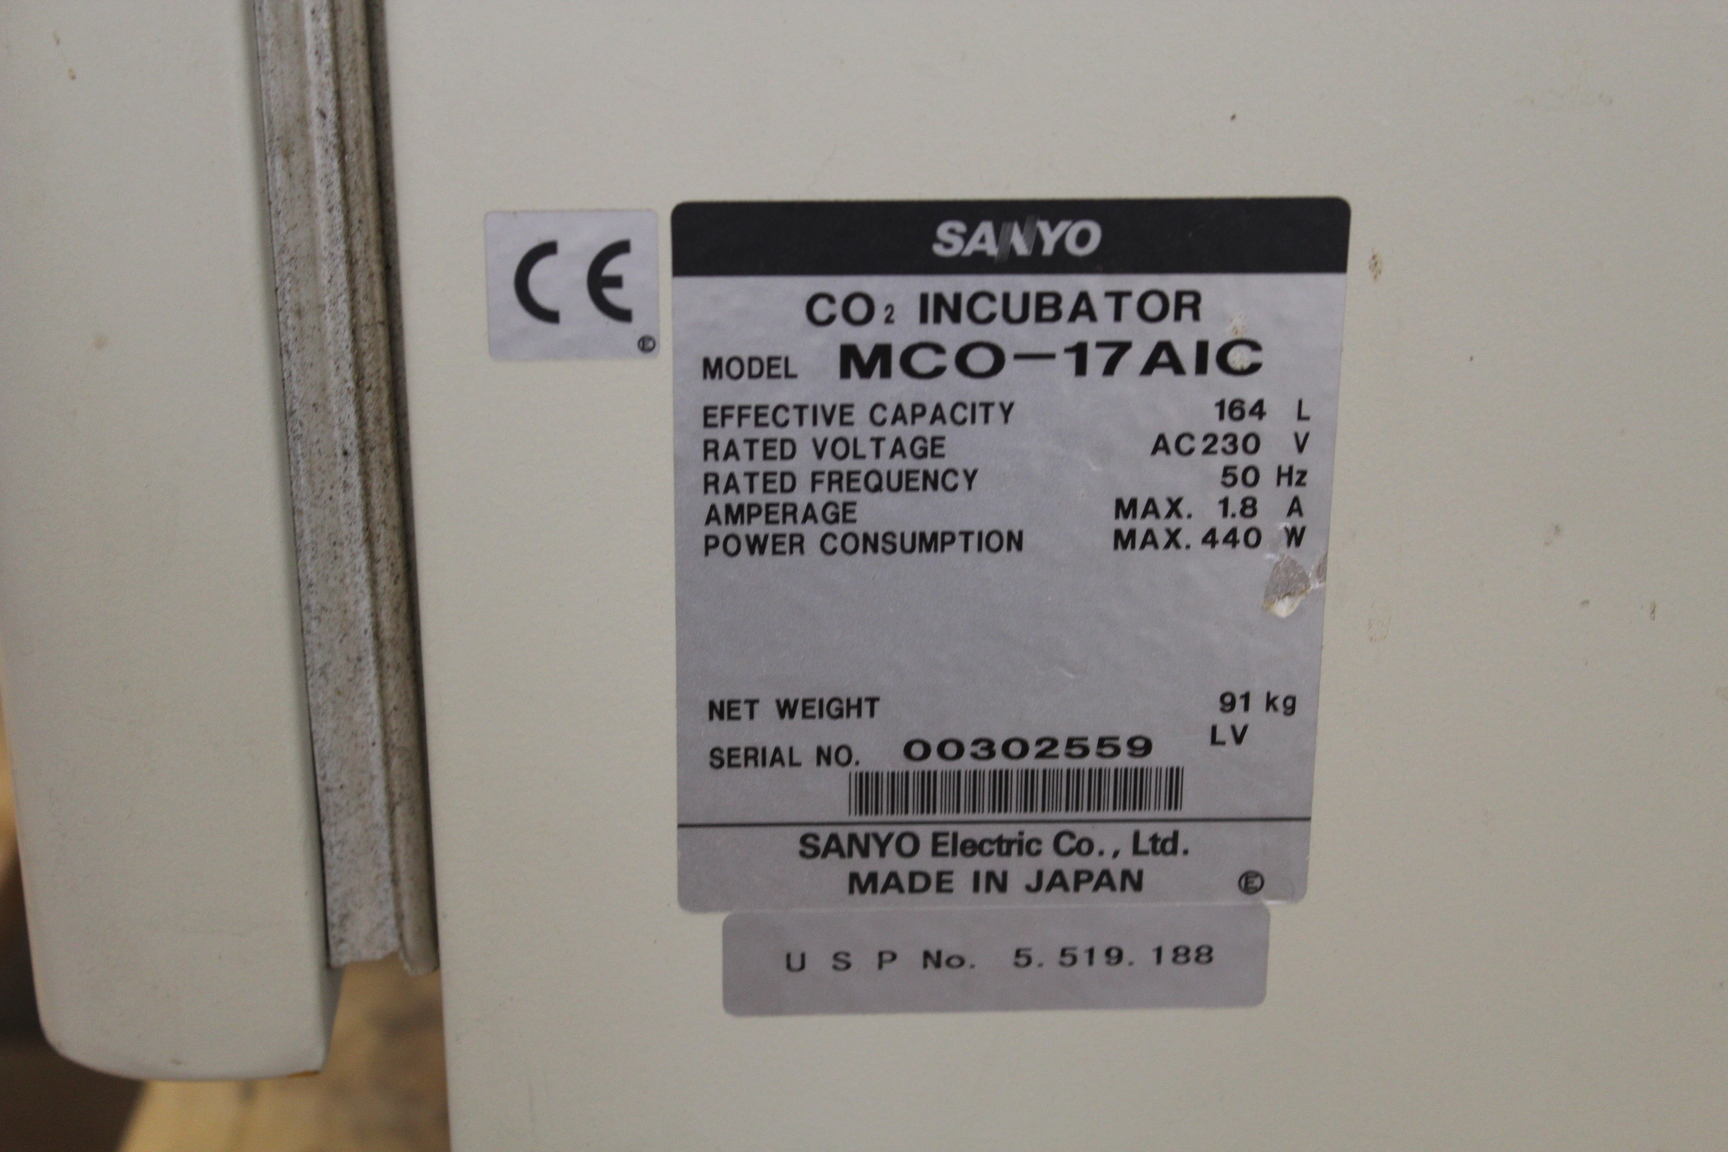 CE
E
SANYO
CO2 INCUBATOR
MODEL MCO-17AIC
EFFECTIVE CAPACITY 164 L
RATED VOLTAGE AC230 V
RATED FREQUENCY 50 Hz
AMPERAGE MAX. 1.8 A
POWER CONSUMPTION MAX. 440 W
NET WEIGHT 91 kg
LV
SERIAL NO. 00302559
SANYO Electric Co., Ltd.
MADE IN JAPAN E
U S P No. 5.519.188